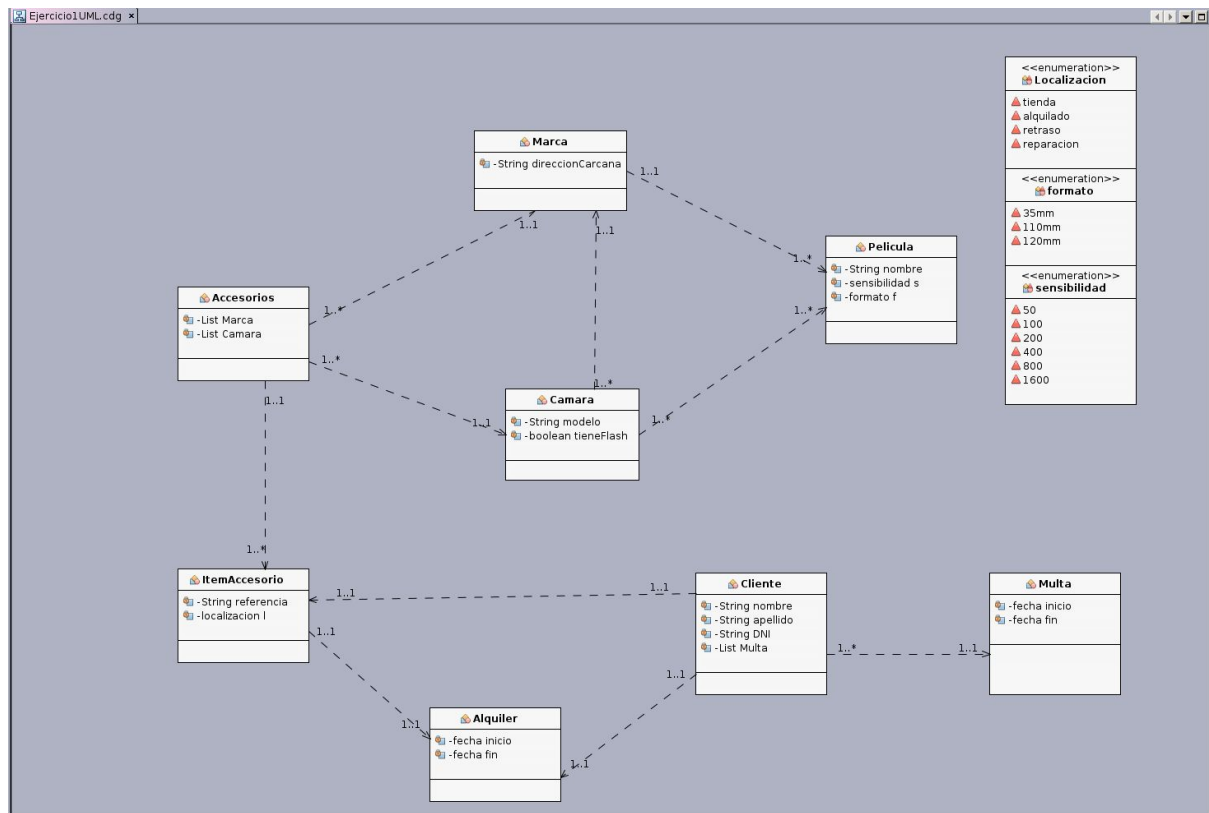 Ejercicio1UML.cdg
<<enumeration>>
Localizacion
tienda
alquilado
retraso
reparacion
<<enumeration>>
formato
35mm
110mm
120mm
<<enumeration>>
sensibilidad
50
100
200
400
800
1600
Marca
-String direccionCarcana
1..1
1..1
1..1
Pelicula
-String nombre
-sensibilidad s
-formato f
1..*
1..*
Accesorios
-List Marca
-List Camara
1..*
1..*
1..1
Camara
-String modelo
-boolean tieneFlash
1..*
1..1
1..*
1..*
ItemAccesorio
-String referencia
-localizacion l
1..1
1..1
1..1
Cliente
-String nombre
-String apellido
-String DNI
-List Multa
1..*
1..1
1..1
Multa
-fecha inicio
-fecha fin
Alquiler
-fecha inicio
-fecha fin
1..1
1..1